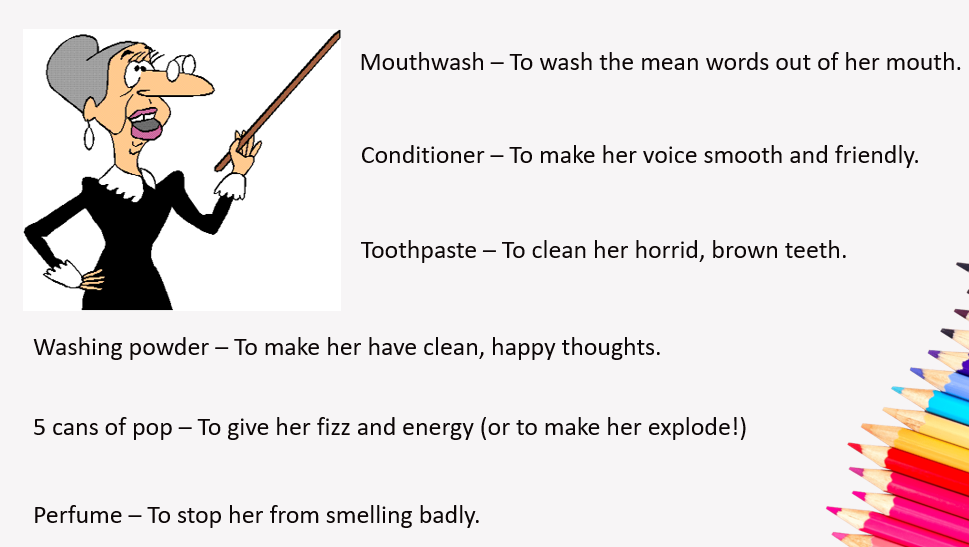 Mouthwash – To wash the mean words out of her mouth.
Conditioner – To make her voice smooth and friendly.
Toothpaste – To clean her horrid, brown teeth.
Washing powder – To make her have clean, happy thoughts.
5 cans of pop – To give her fizz and energy (or to make her explode!)
Perfume – To stop her from smelling badly.